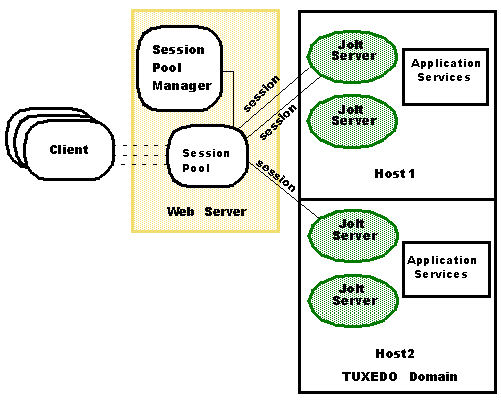 Session
Pool
Manager
Client
Session
Pool
Web Server
session
session
session
Jolt
Server
Application
Services
Jolt
Server
Host 1
Jolt
Server
Application
Services
Jolt
Server
Host2
TUXEDO Domain